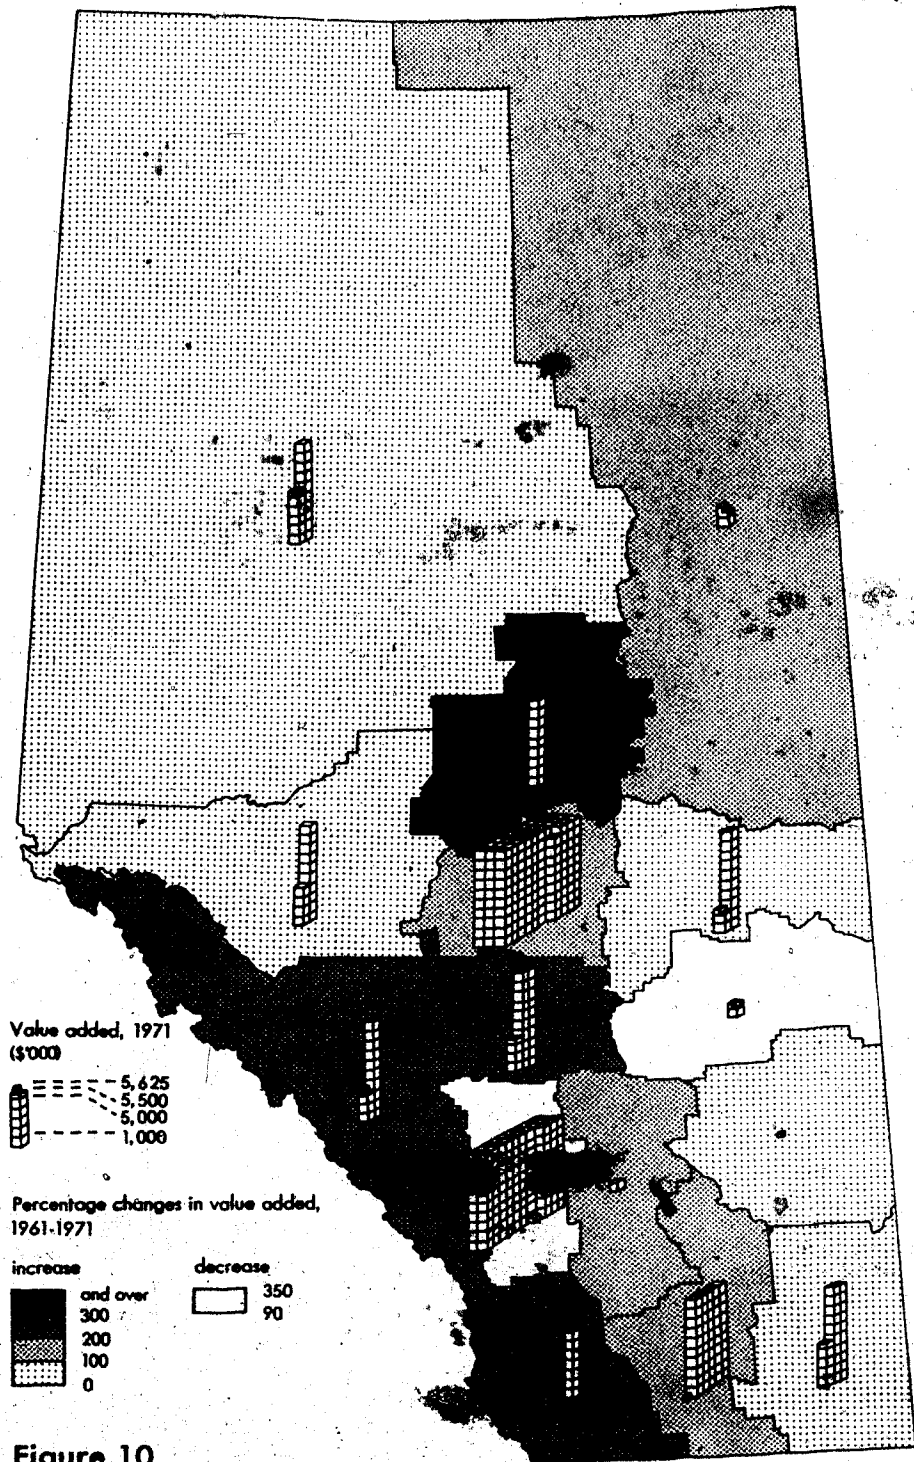 Value added, 1971
($'000)
5,625
5,500
5,000
1,000
Percentage changes in value added,
1961-1971
increase
and over
300
200
100
0
decrease
350
90
Figure 10